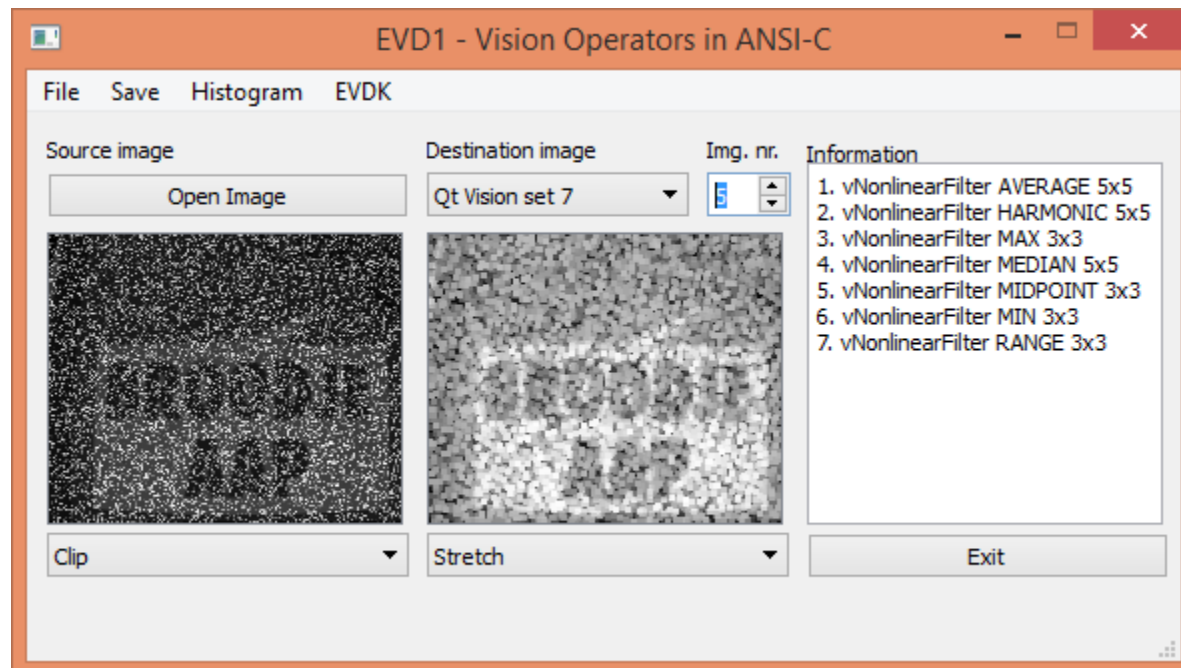 EVD1 - Vision Operators in ANSI-C
File Save Histogram EVDK
Source image
Destination image
Img. nr.
Information
Open Image
Qt Vision set 7
5
1. vNonlinearFilter AVERAGE 5x5
2. vNonlinearFilter HARMONIC 5x5
3. vNonlinearFilter MAX 3x3
4. vNonlinearFilter MEDIAN 5x5
5. vNonlinearFilter MIDPOINT 3x3
6. vNonlinearFilter MIN 3x3
7. vNonlinearFilter RANGE 3x3
Clip
Stretch
Exit